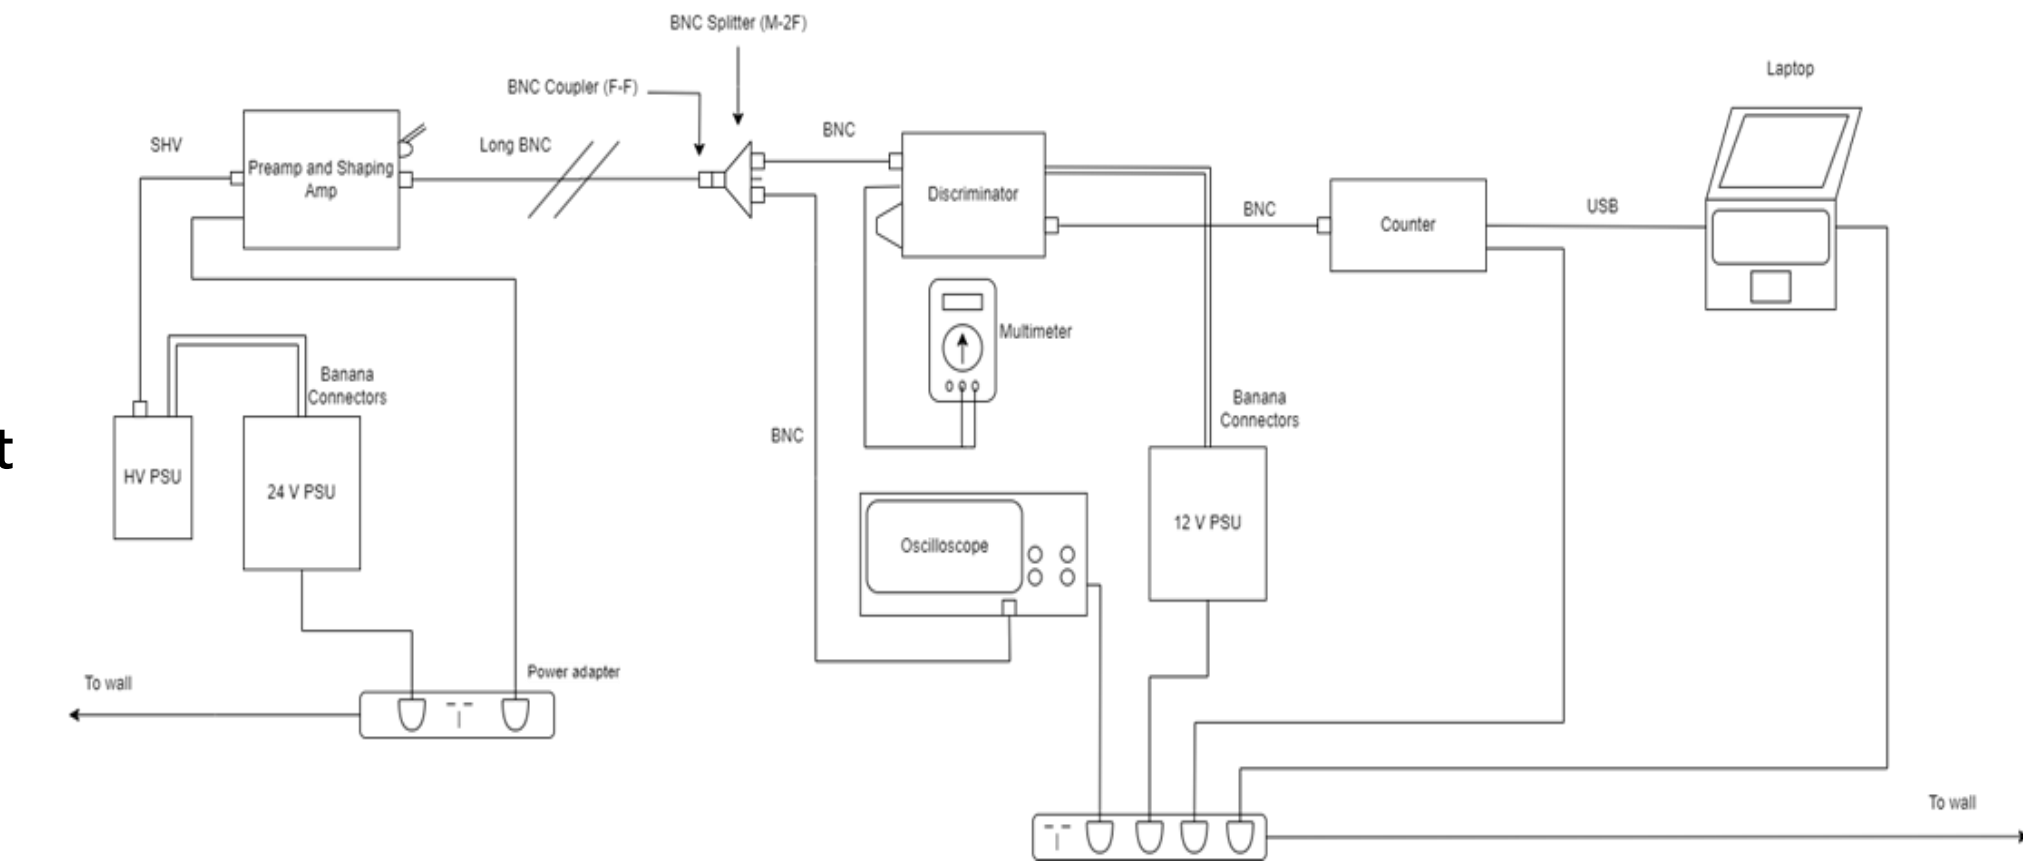 BNC Splitter (M-2F)
BNC Coupler (F-F)
Laptop
SHV
Preamp and Shaping
Amp
Long BNC
BNC
Discriminator
BNC
Counter
USB
Multimeter
Banana
Connectors
HV PSU
24 V PSU
t
BNC
Banana
Connectors
Oscilloscope
12 V PSU
To wall
Power adapter
To wall